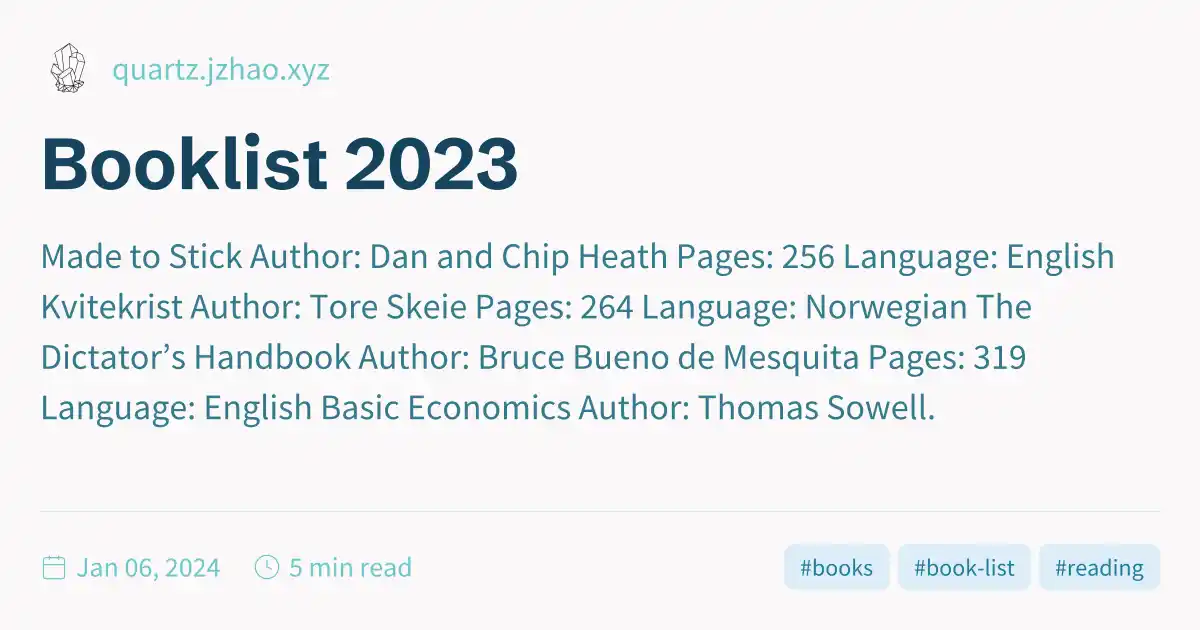 quartz.jzhao.xyz
Booklist 2023
Made to Stick Author: Dan and Chip Heath Pages: 256 Language: English
Kvitekrist Author: Tore Skeie Pages: 264 Language: Norwegian The
Dictator’s Handbook Author: Bruce Bueno de Mesquita Pages: 319
Language: English Basic Economics Author: Thomas Sowell.
Jan 06, 2024 5 min read #books #book-list #reading